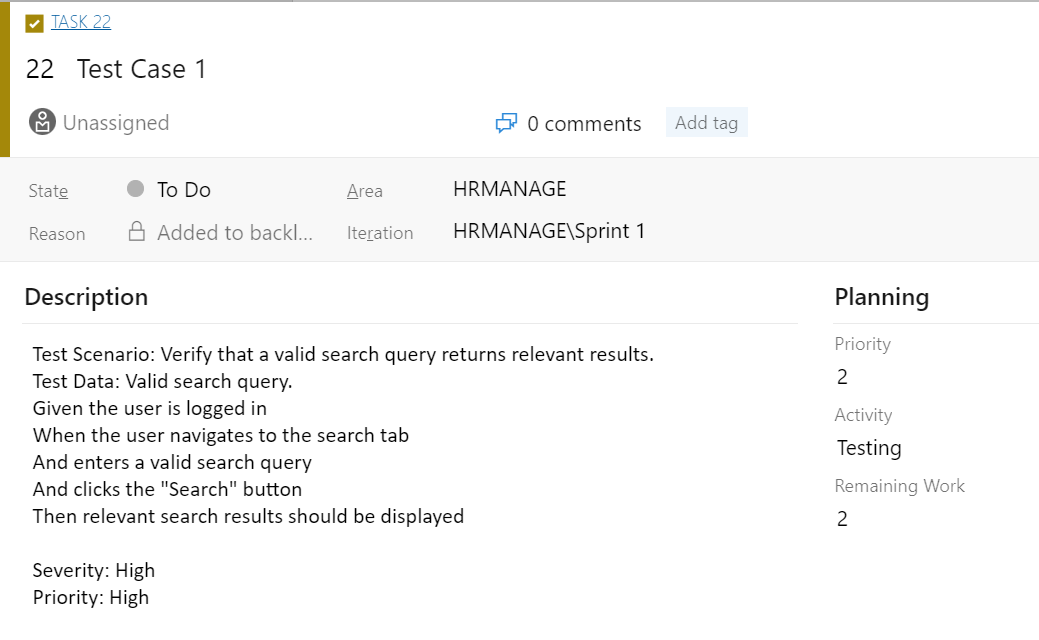 TASK 22
22 Test Case 1
Unassigned
0 comments
Add tag
State To Do Area HRMANAGE
Reason Added to backl... Iteration HRMANAGE\Sprint 1
Description
Test Scenario: Verify that a valid search query returns relevant results.
Test Data: Valid search query.
Given the user is logged in
When the user navigates to the search tab
And enters a valid search query
And clicks the "Search" button
Then relevant search results should be displayed
Severity: High
Priority: High
Planning
Priority
2
Activity
Testing
Remaining Work
2